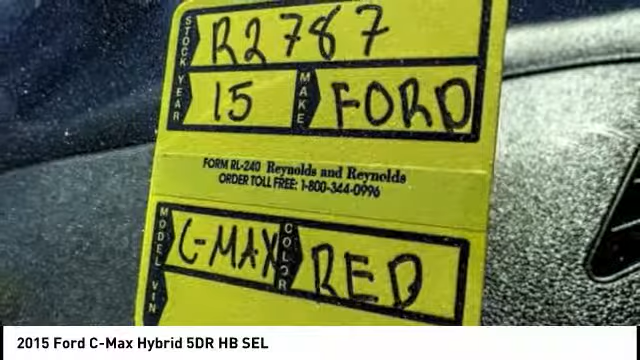 STOCK R2787
YEAR 15 MAKE FORD
FORM RL-240 Reynolds and Reynolds
ORDER TOLL FREE: 1-800-344-0996
MODEL C-MAX COLOR RED
VIN
2015 Ford C-Max Hybrid 5DR HB SEL